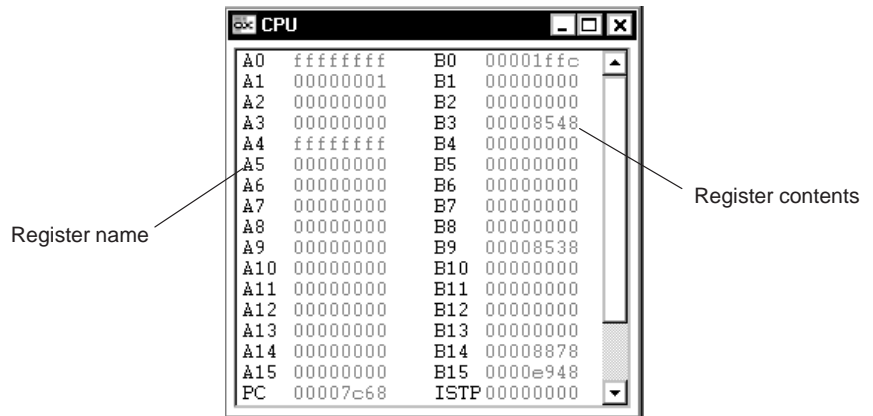 CPU
A0 ffffffff B0 00001ffc
A1 00000001 B1 00000000
A2 00000000 B2 00000000
A3 00000000 B3 00008548
A4 ffffffff B4 00000000
A5 00000000 B5 00000000
A6 00000000 B6 00000000
A7 00000000 B7 00000000
A8 00000000 B8 00000000
A9 00000000 B9 00008538
A10 00000000 B10 00000000
A11 00000000 B11 00000000
A12 00000000 B12 00000000
A13 00000000 B13 00000000
A14 00000000 B14 00008878
A15 00000000 B15 0000e948
PC 00007c68 ISTP 00000000
Register name
Register contents